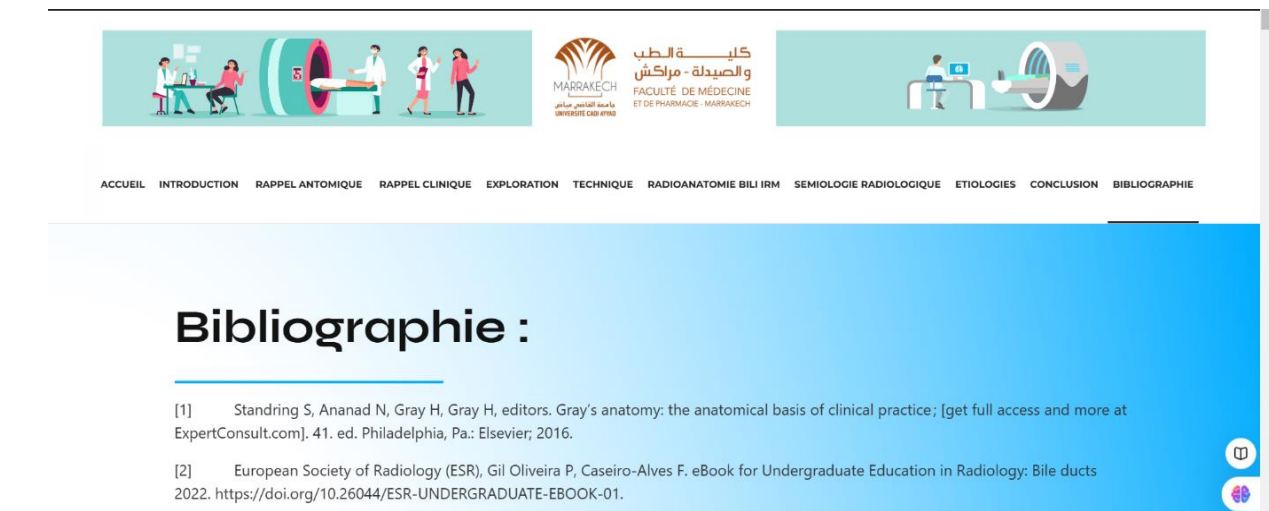 كليـــــة الـطـب
والصيدلة - مراكش
MARRAKECH
FACULTÉ DE MÉDECINE
ET DE PHARMACIE - MARRAKECH
جامعة القاضي عياض
UNIVERSITÉ CADI AYYAD
ACCUEIL INTRODUCTION RAPPEL ANTOMIQUE RAPPEL CLINIQUE EXPLORATION TECHNIQUE RADIOANATOMIE BILI IRM SEMIOLOGIE RADIOLOGIQUE ETIOLOGIES CONCLUSION BIBLIOGRAPHIE
Bibliographie :
[1] Standring S, Ananad N, Gray H, Gray H, editors. Gray’s anatomy: the anatomical basis of clinical practice; [get full access and more at
ExpertConsult.com]. 41. ed. Philadelphia, Pa.: Elsevier; 2016.
[2] European Society of Radiology (ESR), Gil Oliveira P, Caseiro-Alves F. eBook for Undergraduate Education in Radiology: Bile ducts
2022. https://doi.org/10.26044/ESR-UNDERGRADUATE-EBOOK-01.